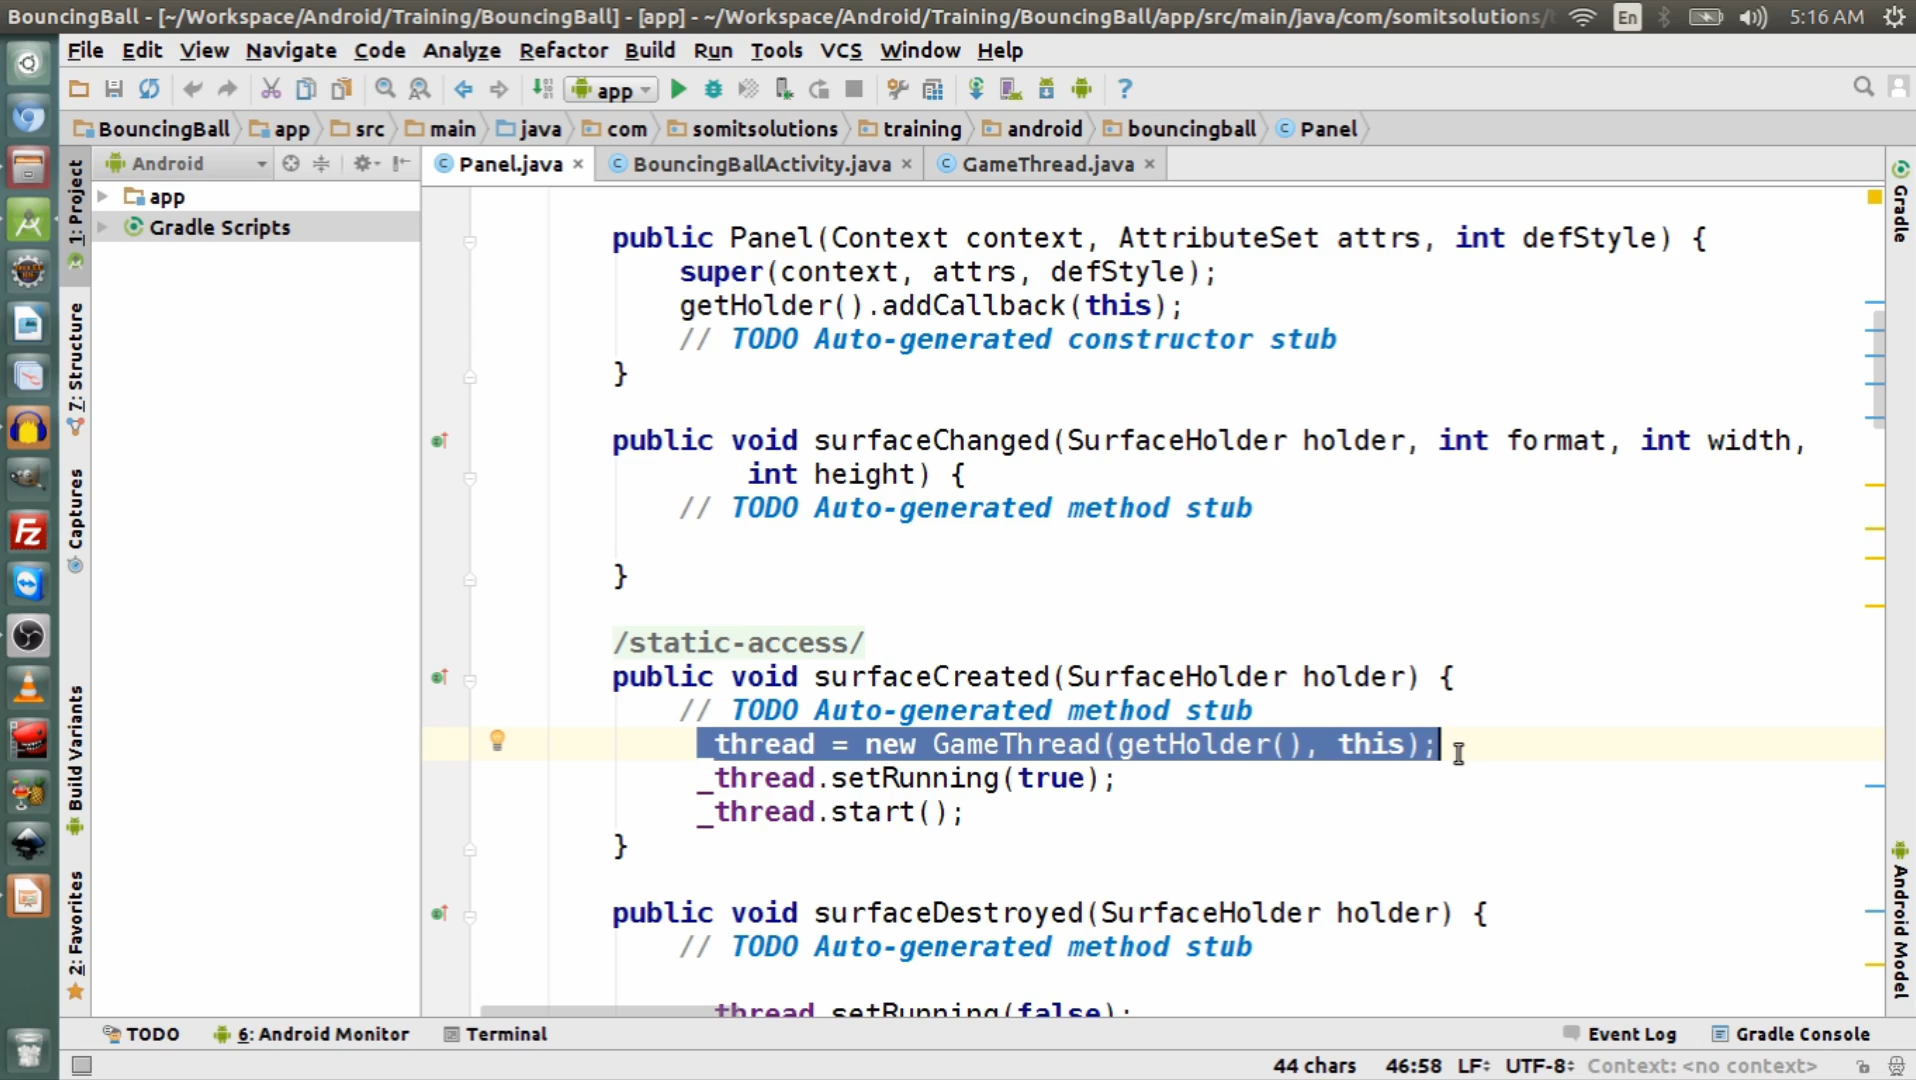 BouncingBall - [~/Workspace/Android/Training/BouncingBall] - [app] - ~/Workspace/Android/Training/BouncingBall/app/src/main/java/com/somitsolutions/
En
5:16 AM
File Edit View Navigate Code Analyze Refactor Build Run Tools VCS Window Help
app
BouncingBall app src main java com somitsolutions training android bouncingball Panel
Android
Panel.java
BouncingBallActivity.java
GameThread.java
app
Gradle Scripts
1: Project
7: Structure
Captures
Build Variants
2: Favorites
Gradle
Android Model
public Panel(Context context, AttributeSet attrs, int defStyle) {
super(context, attrs, defStyle);
getHolder().addCallback(this);
// TODO Auto-generated constructor stub
}
public void surfaceChanged(SurfaceHolder holder, int format, int width,
int height) {
// TODO Auto-generated method stub
}
/static-access/
public void surfaceCreated(SurfaceHolder holder) {
// TODO Auto-generated method stub
_thread = new GameThread(getHolder(), this);
_thread.setRunning(true);
_thread.start();
}
public void surfaceDestroyed(SurfaceHolder holder) {
// TODO Auto-generated method stub
_thread.setRunning(false);
TODO
6: Android Monitor
Terminal
Event Log
Gradle Console
44 chars 46:58 LF UTF-8 Context: <no context>